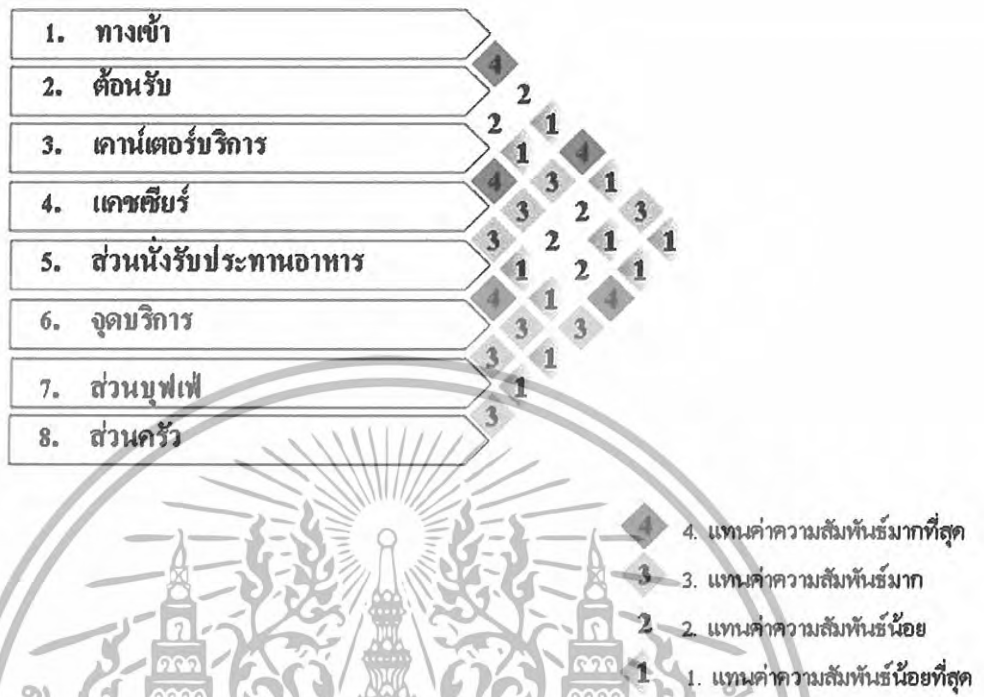 1. ทางเข้า
4
2. ต้อนรับ
2
2 1
3. เคาน์เตอร์บริการ
1 4
4 3 1
4. แคชเชียร์
3 2 3
3 2 1 1
5. ส่วนนั่งรับประทานอาหาร
1 2 1
4 1 4
6. จุดบริการ
3 3
3 1
7. ส่วนบุฟเฟ่
1
3
8. ส่วนครัว
4 4. แทนค่าความสัมพันธ์มากที่สุด
3 3. แทนค่าความสัมพันธ์มาก
2 2. แทนค่าความสัมพันธ์น้อย
1 1. แทนค่าความสัมพันธ์น้อยที่สุด